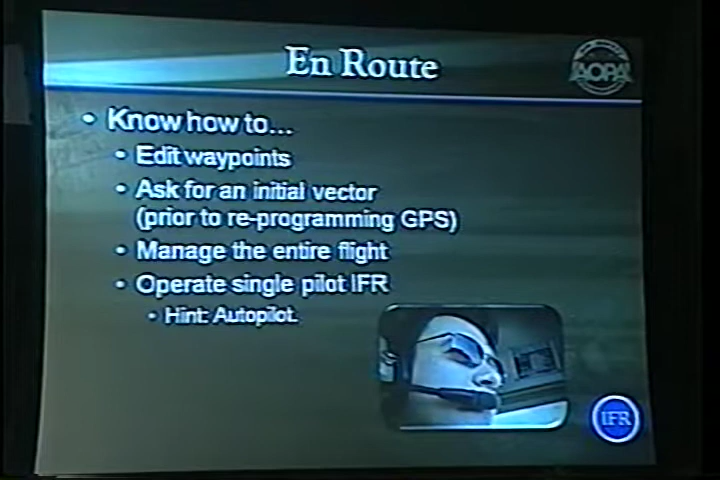 En Route
AOPA
• Know how to...
• Edit waypoints
• Ask for an initial vector
(prior to re-programming GPS)
• Manage the entire flight
• Operate single pilot IFR
• Hint: Autopilot.
IFR